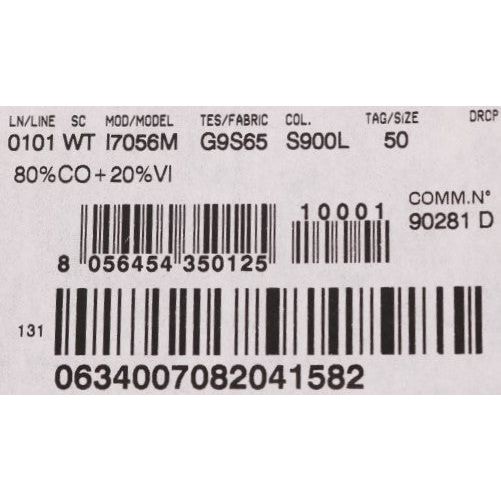 LN/LINE SC MOD/MODEL TES/FABRIC COL. TAG/SIZE DROP
0101 WT I7056M G9S65 S900L 50
80%CO+20%VI
COMM.N°
90281 D
10001
8 056454 350125
131
0634007082041582